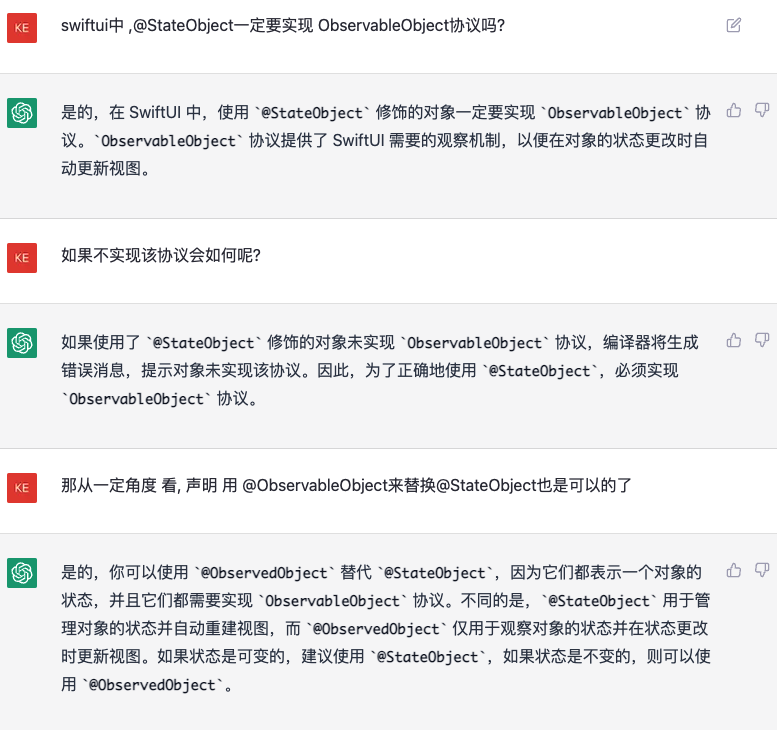 KE
swiftui中 ,@StateObject一定要实现 ObservableObject协议吗?
是的，在 SwiftUI 中，使用 `@StateObject` 修饰的对象一定要实现 `ObservableObject` 协
议。`ObservableObject` 协议提供了 SwiftUI 需要的观察机制，以便在对象的状态更改时自
动更新视图。
KE
如果不实现该协议会如何呢?
如果使用了 `@StateObject` 修饰的对象未实现 `ObservableObject` 协议，编译器将生成
错误消息，提示对象未实现该协议。因此，为了正确地使用 `@StateObject`，必须实现
`ObservableObject` 协议。
KE
那从一定角度 看, 声明 用 @ObservableObject来替换@StateObject也是可以的了
是的，你可以使用 `@ObservedObject` 替代 `@StateObject`，因为它们都表示一个对象的
状态，并且它们都需要实现 `ObservableObject` 协议。不同的是，`@StateObject` 用于管
理对象的状态并自动重建视图，而 `@ObservedObject` 仅用于观察对象的状态并在状态更改
时更新视图。如果状态是可变的，建议使用 `@StateObject`，如果状态是不变的，则可以使
用 `@ObservedObject`。